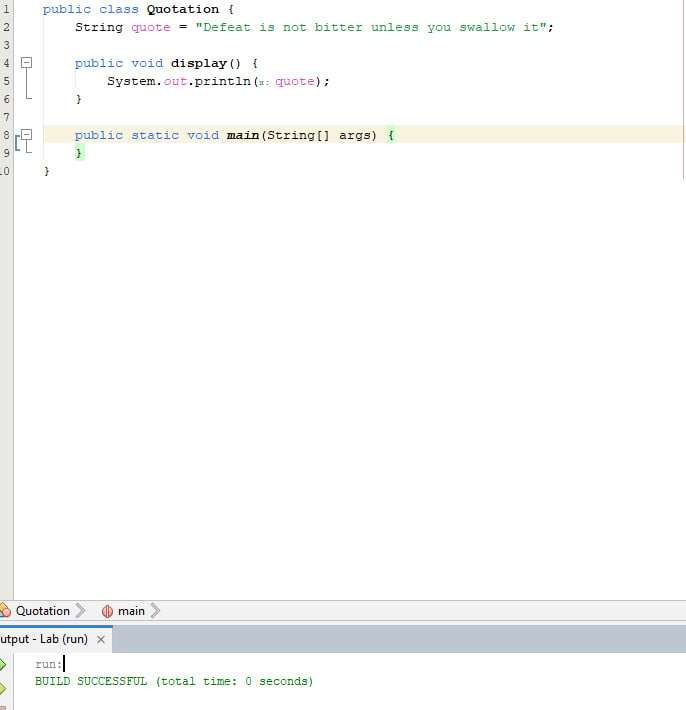 1 public class Quotation {
2 String quote = "Defeat is not bitter unless you swallow it";
3
4 public void display() {
5 System.out.println(x: quote);
6 }
7
8 public static void main(String[] args) {
9 }
10 }
Quotation main
utput - Lab (run) ×
run:
BUILD SUCCESSFUL (total time: 0 seconds)